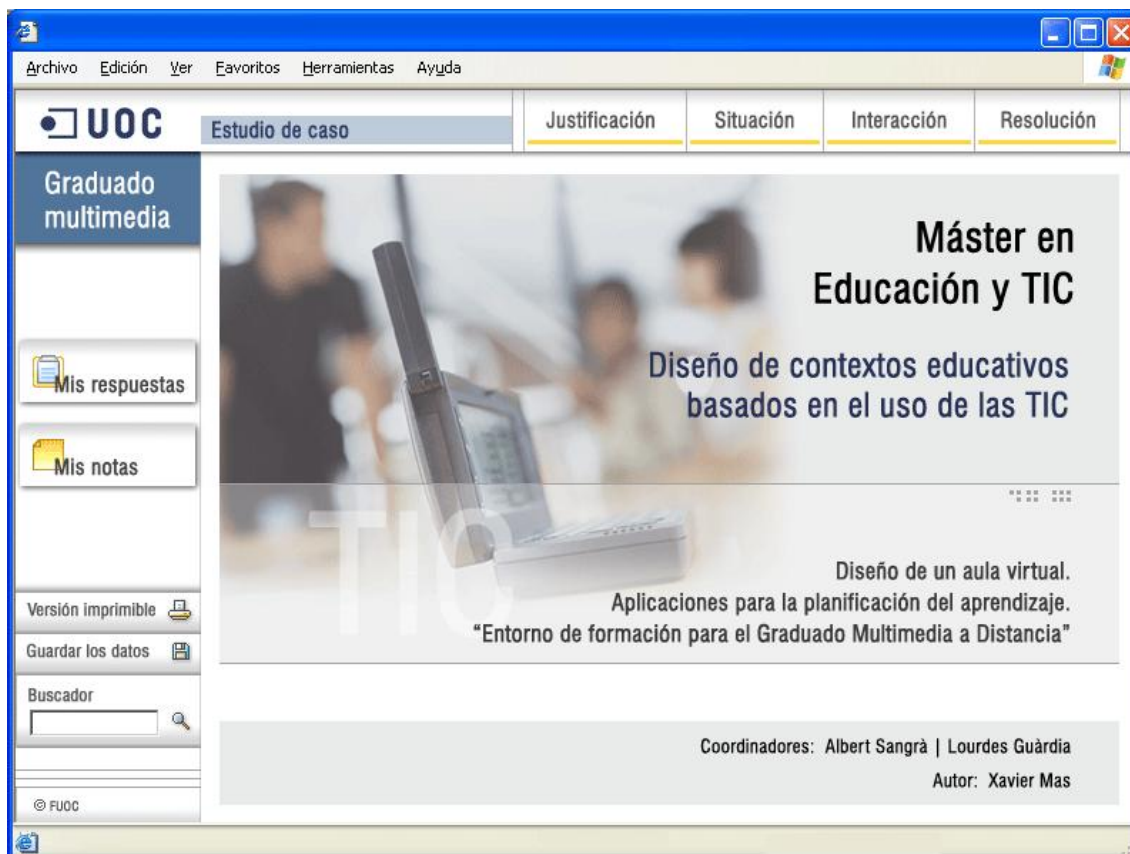 Archivo Edición Ver Favoritos Herramientas Ayuda
UOC
Estudio de caso
Justificación Situación Interacción Resolución
Graduado
multimedia
Mis respuestas
Mis notas
Versión imprimible
Guardar los datos
Buscador
© FUOC
Máster en
Educación y TIC
Diseño de contextos educativos
basados en el uso de las TIC
TIC
Diseño de un aula virtual.
Aplicaciones para la planificación del aprendizaje.
“Entorno de formación para el Graduado Multimedia a Distancia”
Coordinadores: Albert Sangrà | Lourdes Guàrdia
Autor: Xavier Mas